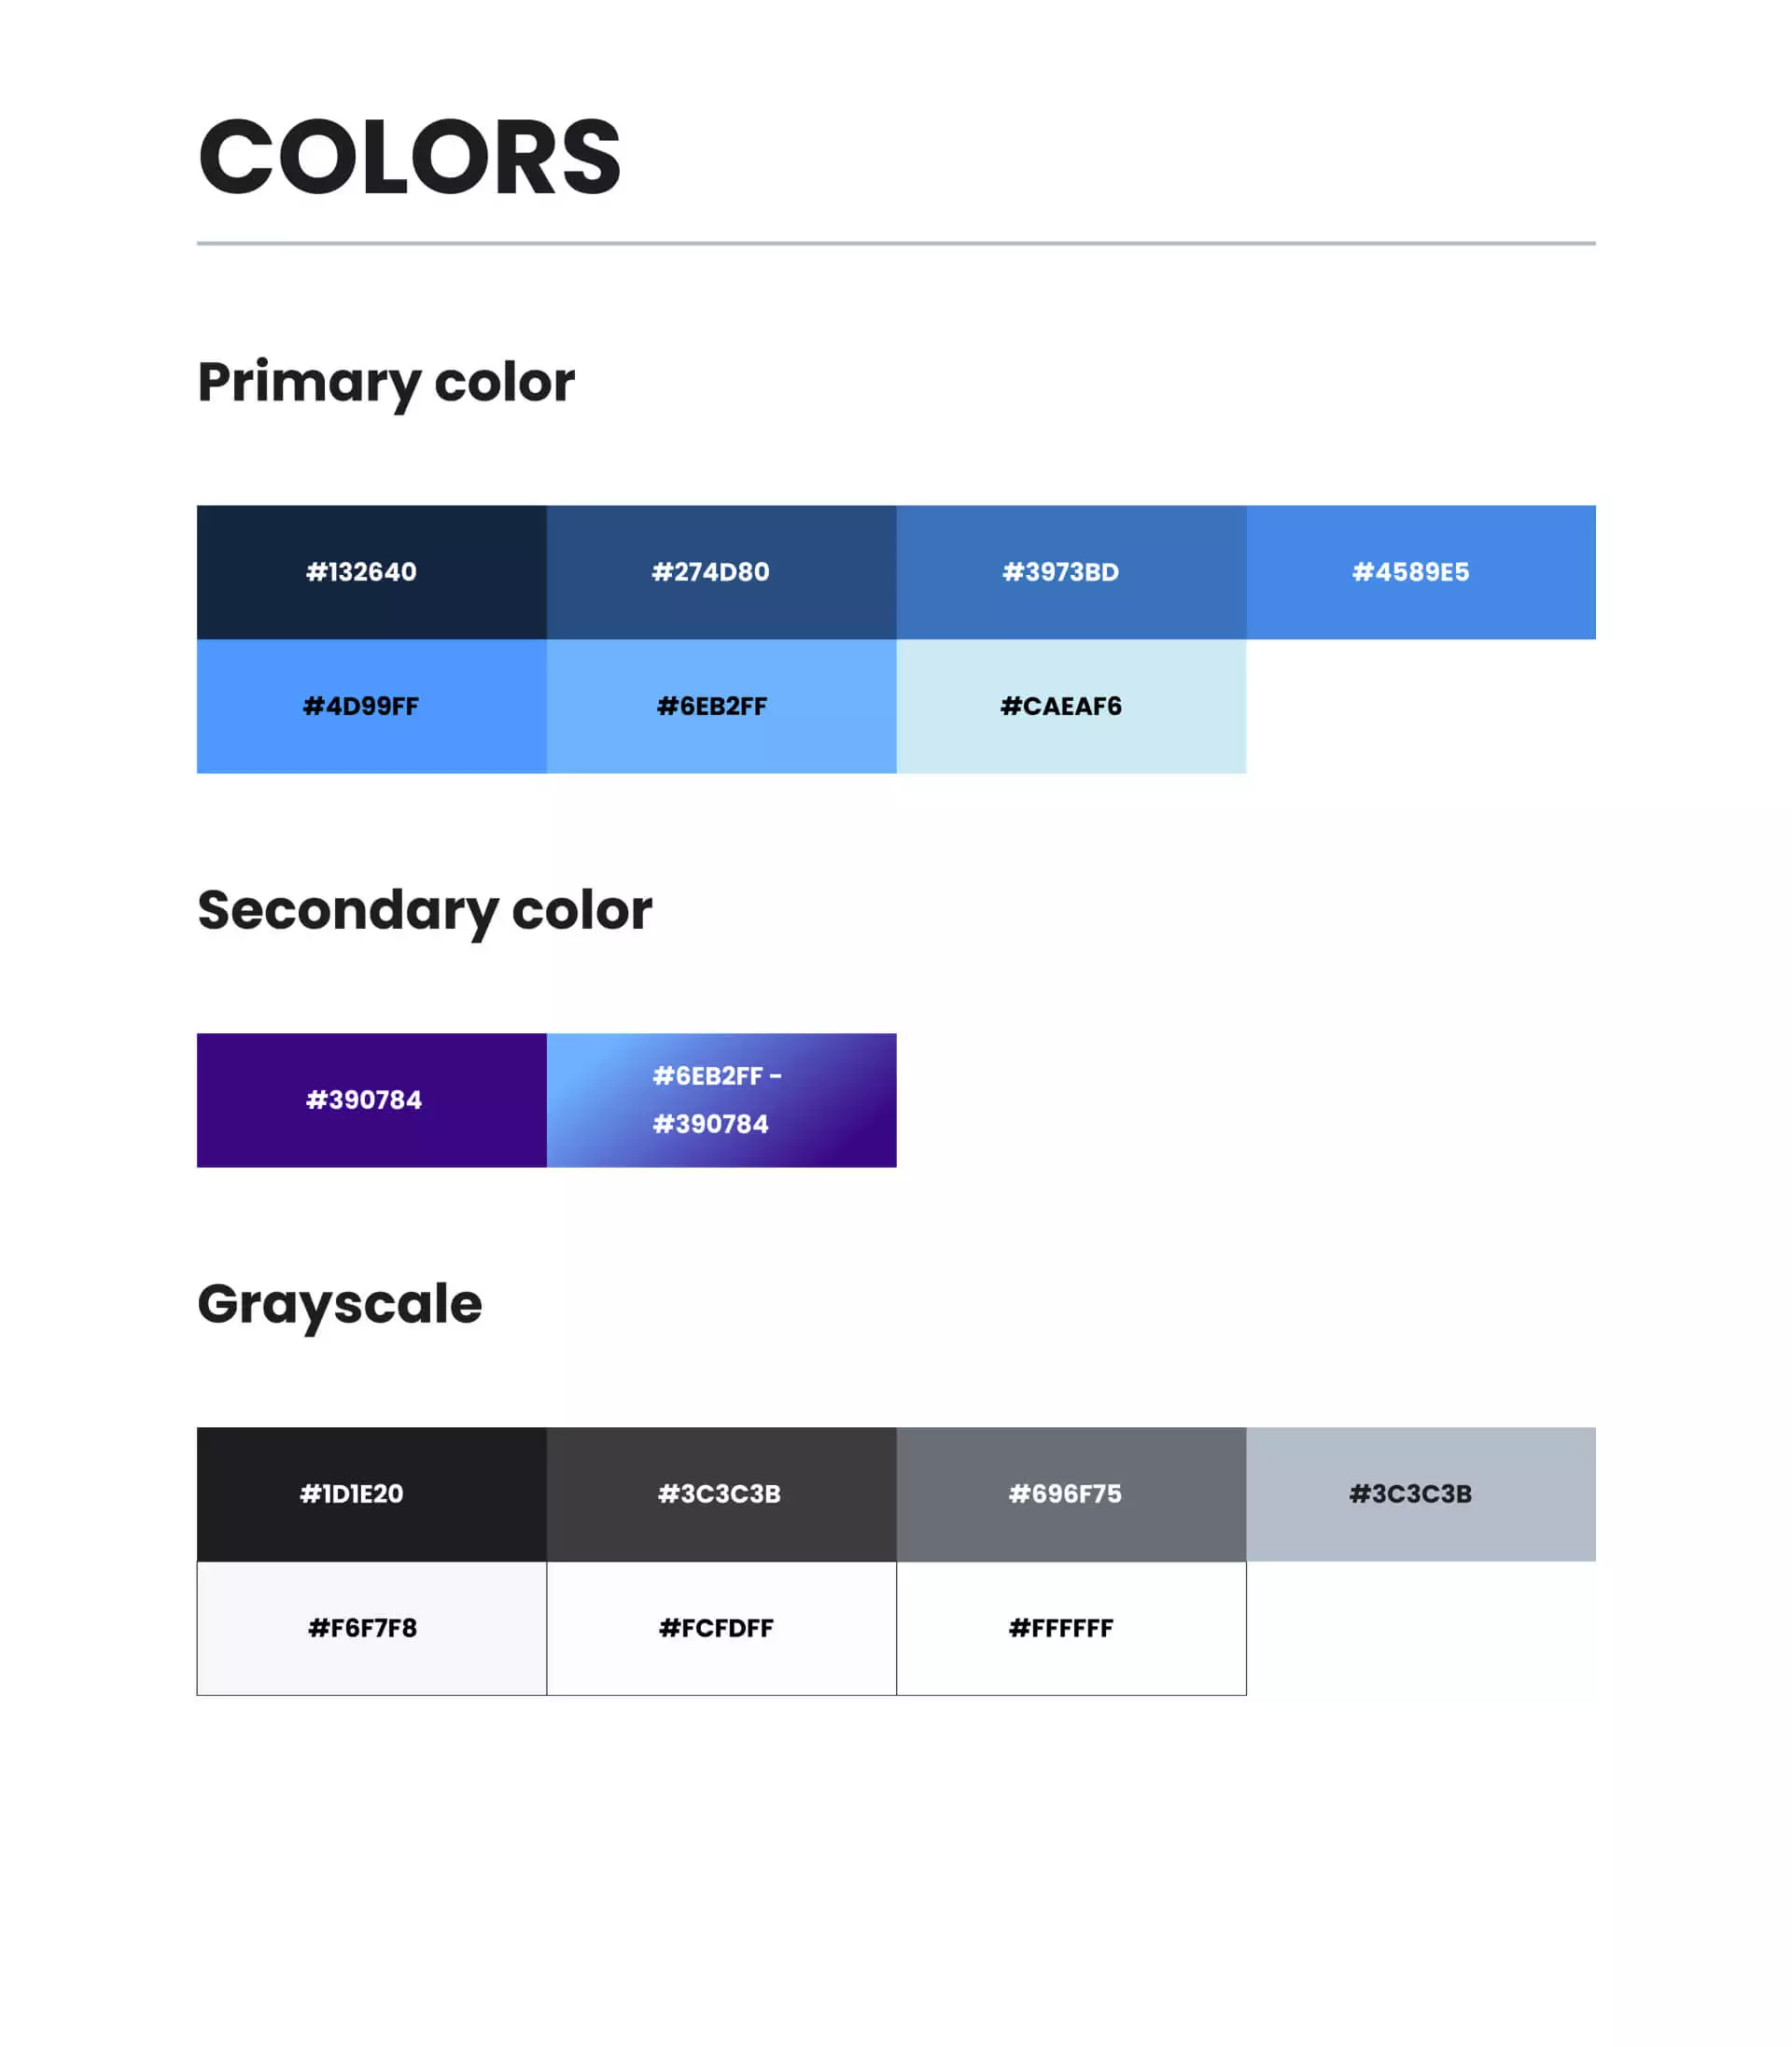 COLORS
Primary color
#132640
#274D80
#3973BD
#4589E5
#4D99FF
#6EB2FF
#CAEAF6
Secondary color
#390784
#6EB2FF -
#390784
Grayscale
#1D1E20
#3C3C3B
#696F75
#3C3C3B
#F6F7F8
#FCFDFF
#FFFFFF